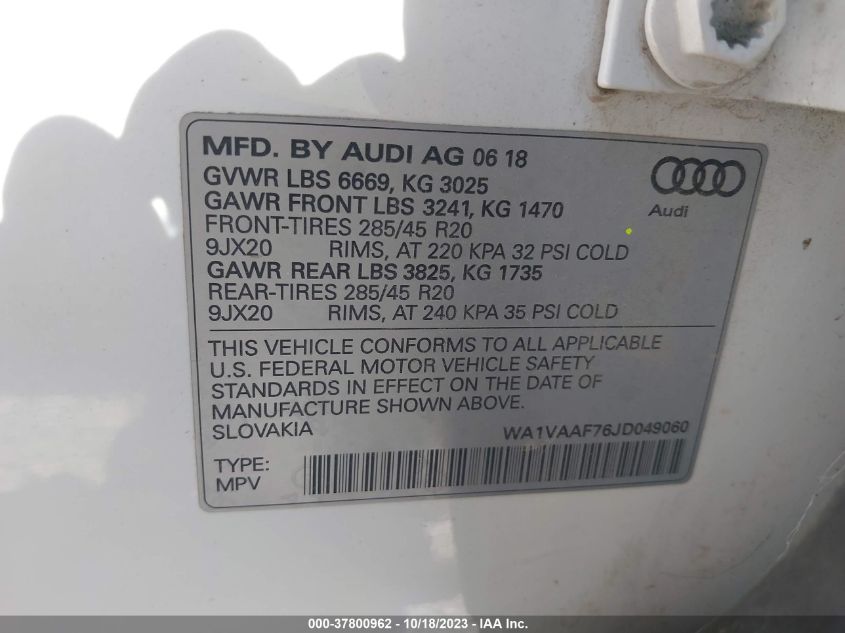 MFD. BY AUDI AG 06 18
GVWR LBS 6669, KG 3025
GAWR FRONT LBS 3241, KG 1470
FRONT-TIRES 285/45 R20
9JX20 RIMS, AT 220 KPA 32 PSI COLD
GAWR REAR LBS 3825, KG 1735
REAR-TIRES 285/45 R20
9JX20 RIMS, AT 240 KPA 35 PSI COLD
Audi
THIS VEHICLE CONFORMS TO ALL APPLICABLE
U.S. FEDERAL MOTOR VEHICLE SAFETY
STANDARDS IN EFFECT ON THE DATE OF
MANUFACTURE SHOWN ABOVE.
SLOVAKIA WA1VAAF76JD049060
TYPE:
MPV
000-37800962 - 10/18/2023 - IAA Inc.